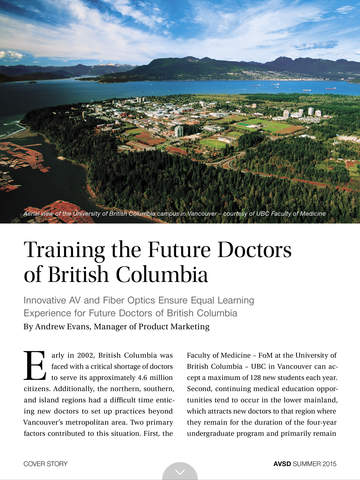 Aerial view of the University of British Columbia campus in Vancouver – courtesy of UBC Faculty of Medicine
Training the Future Doctors
of British Columbia
Innovative AV and Fiber Optics Ensure Equal Learning
Experience for Future Doctors of British Columbia
By Andrew Evans, Manager of Product Marketing
Early in 2002, British Columbia was
faced with a critical shortage of doctors
to serve its approximately 4.6 million
citizens. Additionally, the northern, southern,
and island regions had a difficult time entic-
ing new doctors to set up practices beyond
Vancouver's metropolitan area. Two primary
factors contributed to this situation. First, the
Faculty of Medicine – FoM at the University of
British Columbia – UBC in Vancouver can ac-
cept a maximum of 128 new students each year.
Second, continuing medical education oppor-
tunities tend to occur in the lower mainland,
which attracts new doctors to that region where
they remain for the duration of the four-year
undergraduate program and primarily remain
COVER STORY
AVSD SUMMER 2015